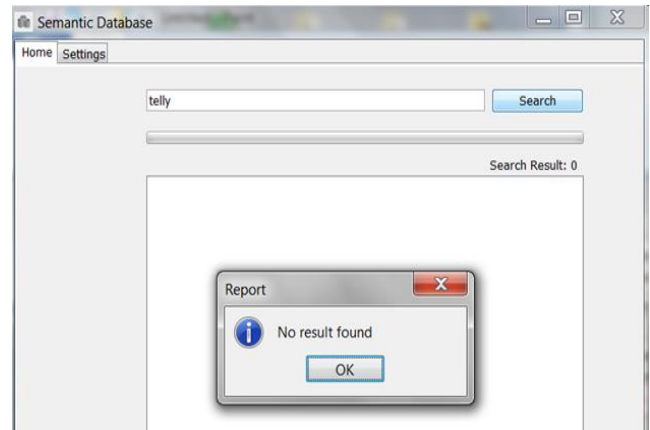 Semantic Database
Home Settings
telly Search
Search Result: 0
Report
No result found
OK